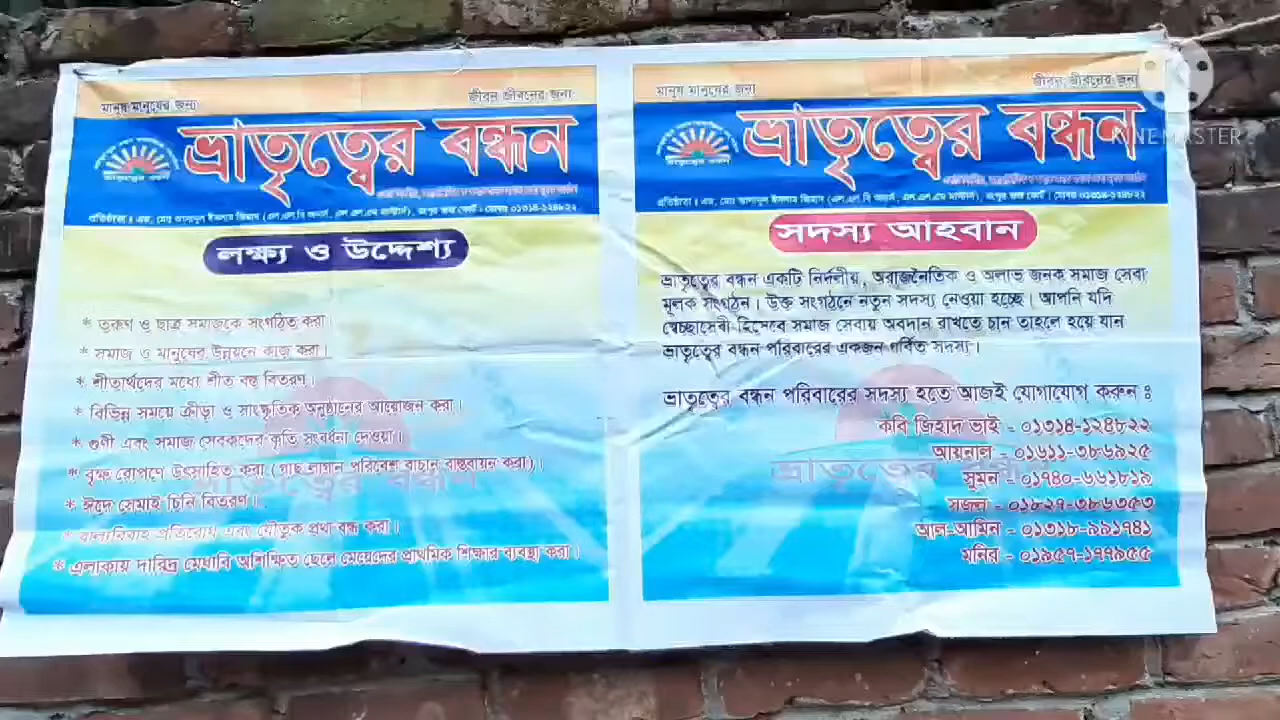 মানুষ মানুষের জন্য
জীবন জীবনের জন্য
ভ্রাতৃত্বের বন্ধন
লক্ষ্য ও উদ্দেশ্য
* তরুণ ও ছাত্র সমাজকে সংগঠিত করা।
* সমাজ ও মানুষের উন্নয়নে কাজ করা।
* শীতার্থদের মধ্যে শীত বস্ত্র বিতরণ।
* বিভিন্ন সময়ে ক্রীড়া ও সাংস্কৃতিক অনুষ্ঠানের আয়োজন করা।
* গুণী এবং সমাজ সেবকদের কৃতি সংবর্ধনা দেওয়া।
* বৃক্ষ রোপণে উৎসাহিত করা (গাছ লাগান পরিবেশ বাচান বাস্তবায়ন করা)।
* ঈদে সেমাই চিনি বিতরণ।
* বাল্যবিবাহ প্রতিরোধ এবং যৌতুক প্রথা বন্ধ করা।
* এলাকায় দারিদ্র মেধাবি অশিক্ষিত ছেলে মেয়েদের প্রাথমিক শিক্ষার ব্যবস্থা করা।
মানুষ মানুষের জন্য
জীবন জীবনের জন্য
ভ্রাতৃত্বের বন্ধন
সদস্য আহবান
ভ্রাতৃত্বের বন্ধন একটি নির্দলীয়, অরাজনৈতিক ও অলাভ জনক সমাজ সেবা
মূলক সংগঠন। উক্ত সংগঠনে নতুন সদস্য নেওয়া হচ্ছে। আপনি যদি
স্বেচ্ছাসেবী হিসেবে সমাজ সেবায় অবদান রাখতে চান তাহলে হয়ে যান
ভ্রাতৃত্বের বন্ধন পরিবারের একজন গর্বিত সদস্য।
ভ্রাতৃত্বের বন্ধন পরিবারের সদস্য হতে আজই যোগাযোগ করুন ঃ
কবি জিহাদ ভাই - ০১৩১৪-১২৪৮২২
আয়নাল - ০১৬১১-৩৮৬৯২৫
সুমন - ০১৭৪০-৬৬১৮১৯
সজল - ০১৮২৭-৩৮৬৩৫৩
আল-আমিন - ০১৩১৮-৯৯১৭৪১
মনির - ০১৯৫৭-১৭৭৯৫৫
KINEMASTER